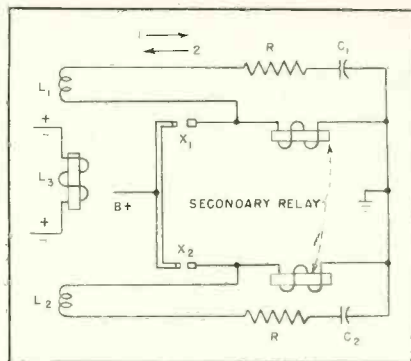 1
2
R
C1
L1
+
−
X1
L3
B+
SECONDARY RELAY
+
−
X2
L2
R
C2